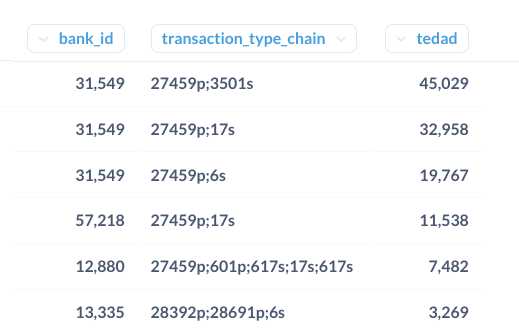 bank_id transaction_type_chain tedad
31,549 27459p;3501s 45,029
31,549 27459p;17s 32,958
31,549 27459p;6s 19,767
57,218 27459p;17s 11,538
12,880 27459p;601p;617s;17s;617s 7,482
13,335 28392p;28691p;6s 3,269